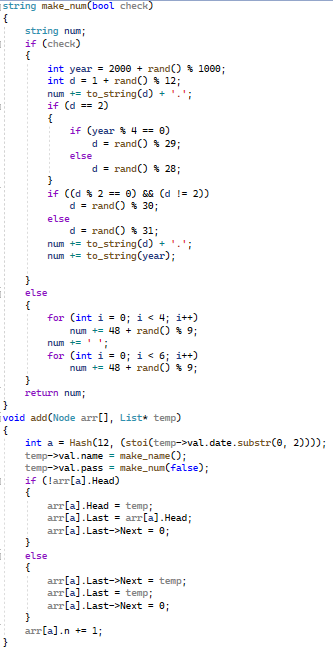 string make_num(bool check)
{
    string num;
    if (check)
    {
        int year = 2000 + rand() % 1000;
        int d = 1 + rand() % 12;
        num += to_string(d) + '.';
        if (d == 2)
        {
            if (year % 4 == 0)
                d = rand() % 29;
            else
                d = rand() % 28;
        }
        if ((d % 2 == 0) && (d != 2))
            d = rand() % 30;
        else
            d = rand() % 31;
        num += to_string(d) + '.';
        num += to_string(year);

    }
    else
    {
        for (int i = 0; i < 4; i++)
            num += 48 + rand() % 9;
        num += ' ';
        for (int i = 0; i < 6; i++)
            num += 48 + rand() % 9;
    }
    return num;
}
void add(Node arr[], List* temp)
{
    int a = Hash(12, (stoi(temp->val.date.substr(0, 2))));
    temp->val.name = make_name();
    temp->val.pass = make_num(false);
    if (!arr[a].Head)
    {
        arr[a].Head = temp;
        arr[a].Last = arr[a].Head;
        arr[a].Last->Next = 0;
    }
    else
    {
        arr[a].Last->Next = temp;
        arr[a].Last = temp;
        arr[a].Last->Next = 0;
    }
    arr[a].n += 1;
}